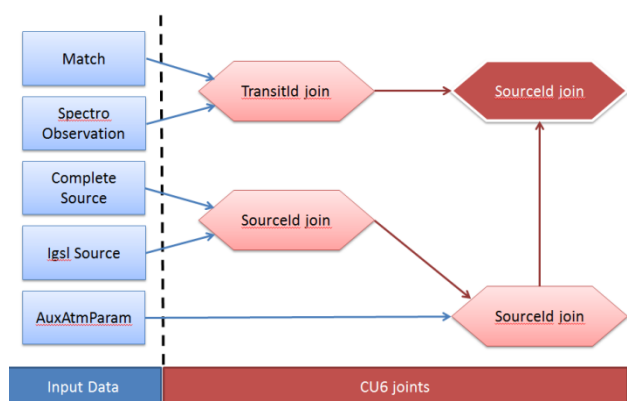 Match
TransitId join
SourceId join
Spectro
Observation
Complete
Source
SourceId join
Igsl Source
AuxAtmParam
SourceId join
Input Data
CU6 joints